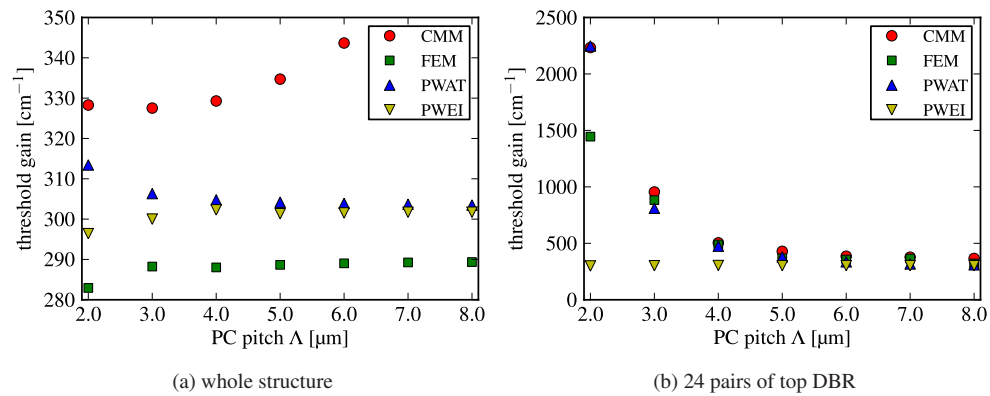 350
340
330
320
310
300
290
280
threshold gain [cm⁻¹]
2.0 3.0 4.0 5.0 6.0 7.0 8.0
PC pitch Λ [µm]
CMM
FEM
PWAT
PWEI
(a) whole structure
2500
2000
1500
1000
500
0
threshold gain [cm⁻¹]
2.0 3.0 4.0 5.0 6.0 7.0 8.0
PC pitch Λ [µm]
CMM
FEM
PWAT
PWEI
(b) 24 pairs of top DBR